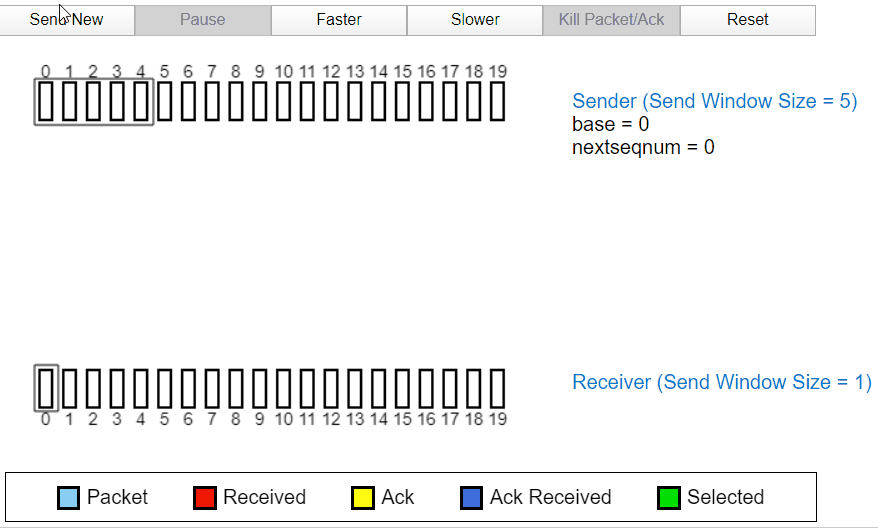 Send New Pause Faster Slower Kill Packet/Ack Reset
0 1 2 3 4 5 6 7 8 9 10 11 12 13 14 15 16 17 18 19
Sender (Send Window Size = 5)
base = 0
nextseqnum = 0
Receiver (Send Window Size = 1)
0 1 2 3 4 5 6 7 8 9 10 11 12 13 14 15 16 17 18 19
Packet Received Ack Ack Received Selected